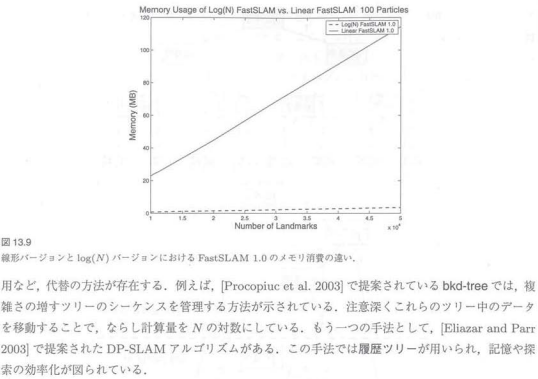 Memory Usage of Log(N) FastSLAM vs. Linear FastSLAM 100 Particles
120
100
80
60
40
20
0
Memory (MB)
Log(N) FastSLAM 1.0
Linear FastSLAM 1.0
1 1.5 2 2.5 3 3.5 4 4.5 5
x 10⁴
Number of Landmarks
図 13.9
線形バージョンと log(N) バージョンにおける FastSLAM 1.0 のメモリ消費の違い.
用など，代替の方法が存在する．例えば，[Procopiuc et al. 2003] で提案されている bkd-tree では，複
雑さの増すツリーのシーケンスを管理する方法が示されている．注意深くこれらのツリー中のデータ
を移動することで，ならし計算量を N の対数にしている．もう一つの手法として，[Eliazar and Parr
2003] で提案された DP-SLAM アルゴリズムがある．この手法では履歴ツリーが用いられ，記憶や探
索の効率化が図られている．